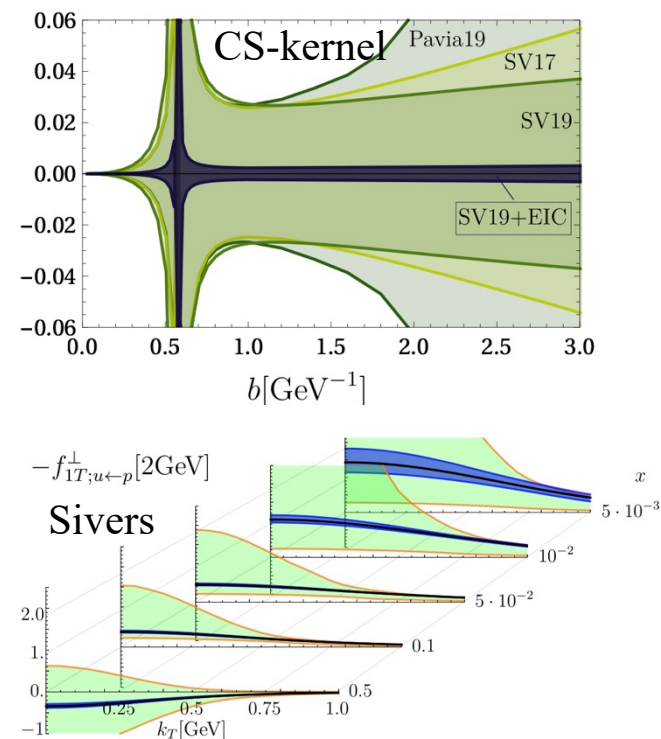 CS-kernel
Pavia19
SV17
SV19
SV19+EIC
0.06
0.04
0.02
0.00
-0.02
-0.04
-0.06
0.0 0.5 1.0 1.5 2.0 2.5 3.0
b[GeV⁻¹]
−f⊥1T;u←p[2GeV]
Sivers
x
5 · 10⁻³
10⁻²
5 · 10⁻²
0.1
0.5
2.0
1.
0.
−1
0.25 0.5 0.75 1.0
kT[GeV]